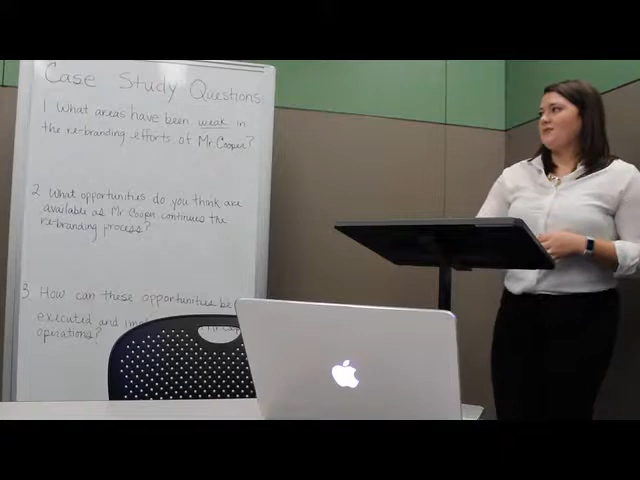 Case Study Questions:
1 What areas have been weak in
the re-branding efforts of Mr. Cooper?
2 What opportunities do you think are
available as Mr Cooper continues the
re-branding process?
3 How can these opportunities be
executed and
operations?